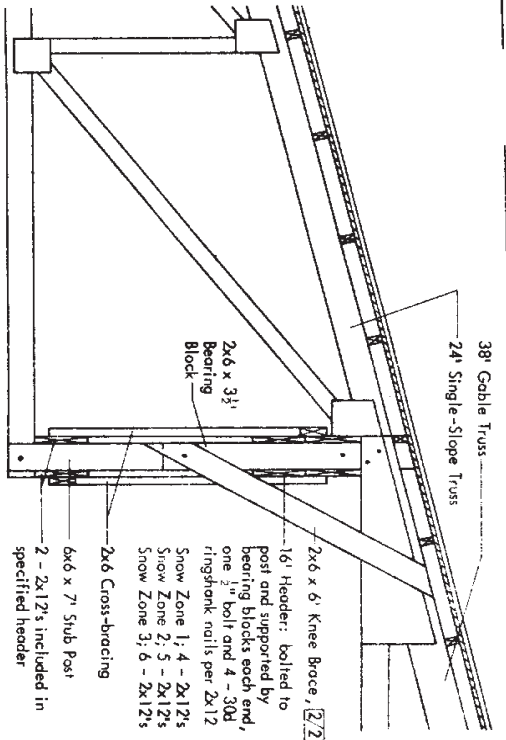 38' Gable Truss
24' Single-Slope Truss
2x6 x 3½'
Bearing
Block
2x6 x 6' Knee Brace, 2/2
16' Header: bolted to
post and supported by
bearing blocks each end,
one ½" bolt and 4 - 30d
ringshank nails per 2x12
Snow Zone 1; 4 - 2x12's
Snow Zone 2; 5 - 2x12's
Snow Zone 3; 6 - 2x12's
2x6 Cross-bracing
6x6 x 7' Stub Post
2 - 2x12's included in
specified header